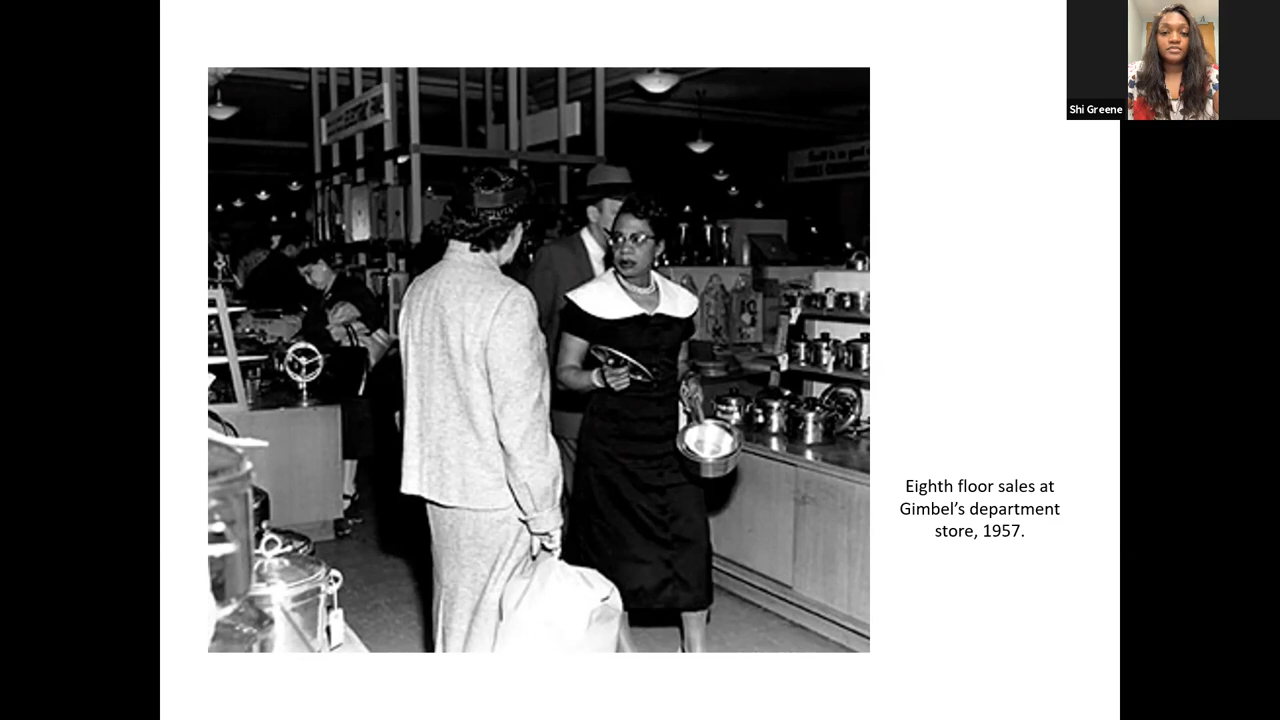 Shi Greene
Eighth floor sales at
Gimbel’s department
store, 1957.